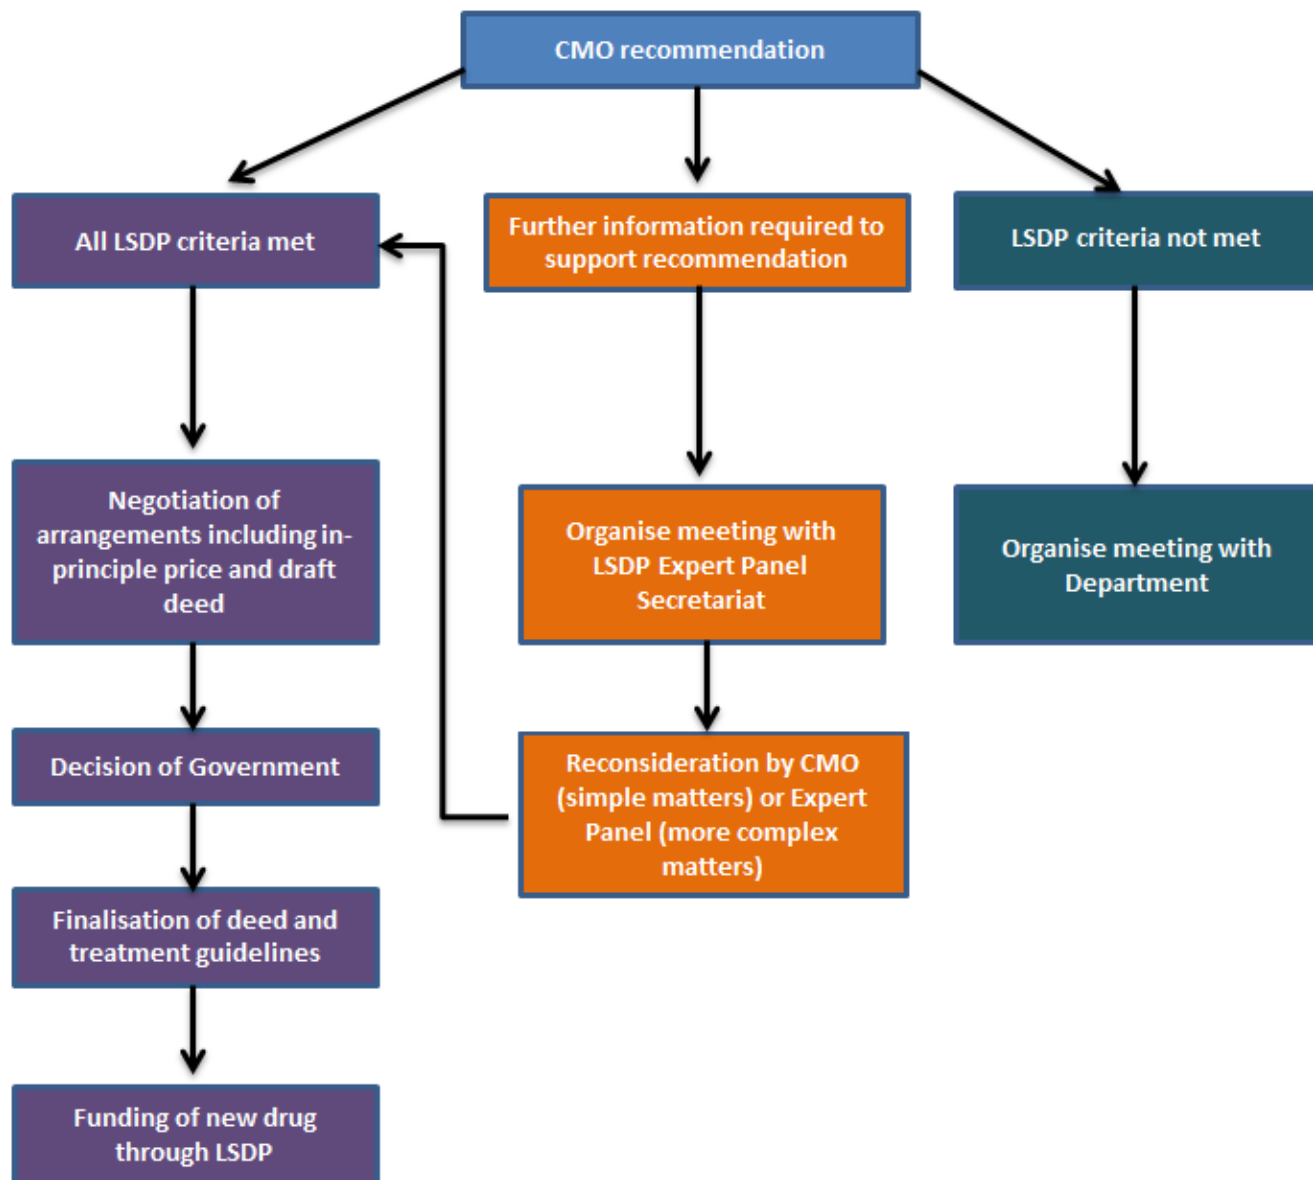 CMO recommendation
All LSDP criteria met
Further information required to
support recommendation
LSDP criteria not met
Negotiation of
arrangements including in-
principle price and draft
deed
Organise meeting with
LSDP Expert Panel
Secretariat
Organise meeting with
Department
Decision of Government
Reconsideration by CMO
(simple matters) or Expert
Panel (more complex
matters)
Finalisation of deed and
treatment guidelines
Funding of new drug
through LSDP